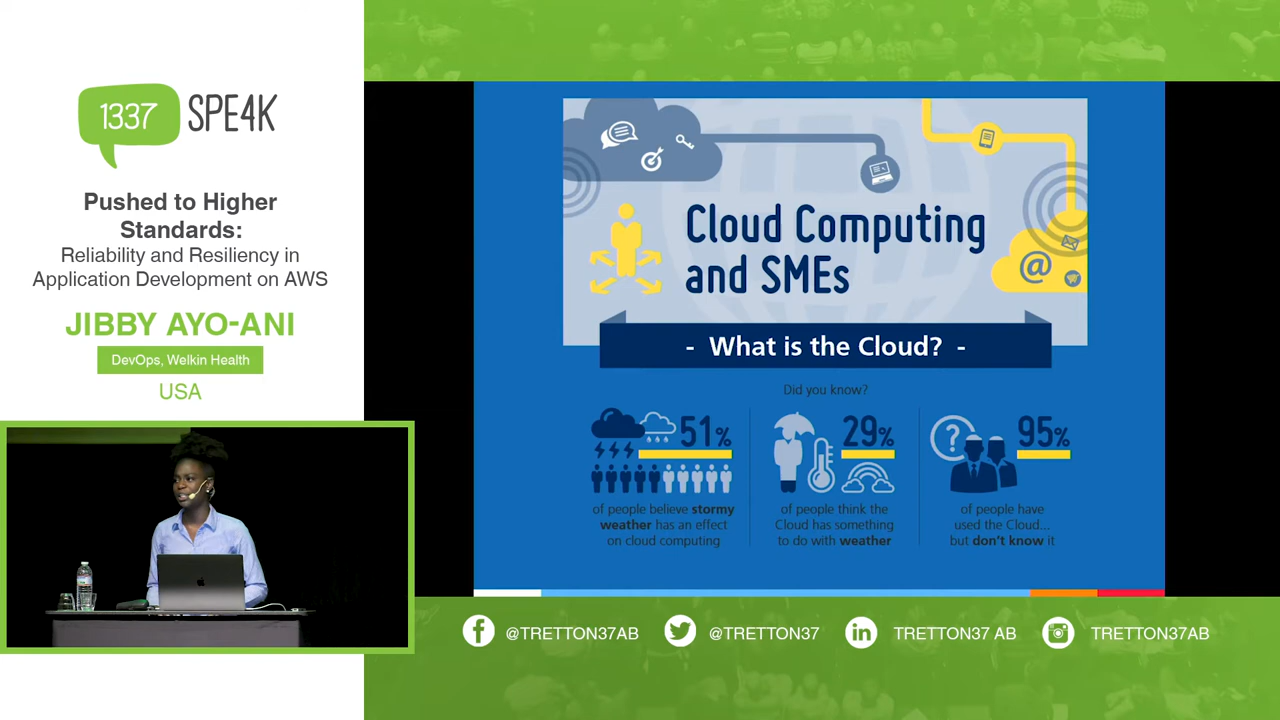 1337
SPE4K
Pushed to Higher
Standards:
Reliability and Resiliency in
Application Development on AWS
JIBBY AYO-ANI
DevOps, Welkin Health
USA
Cloud Computing
and SMEs
@
- What is the Cloud? -
Did you know?
51%
of people believe stormy
weather has an effect
on cloud computing
29%
of people think the
Cloud has something
to do with weather
?
95%
of people have
used the Cloud...
but don't know it
f
@TRETTON37AB
@TRETTON37
in
TRETTON37 AB
TRETTON37AB